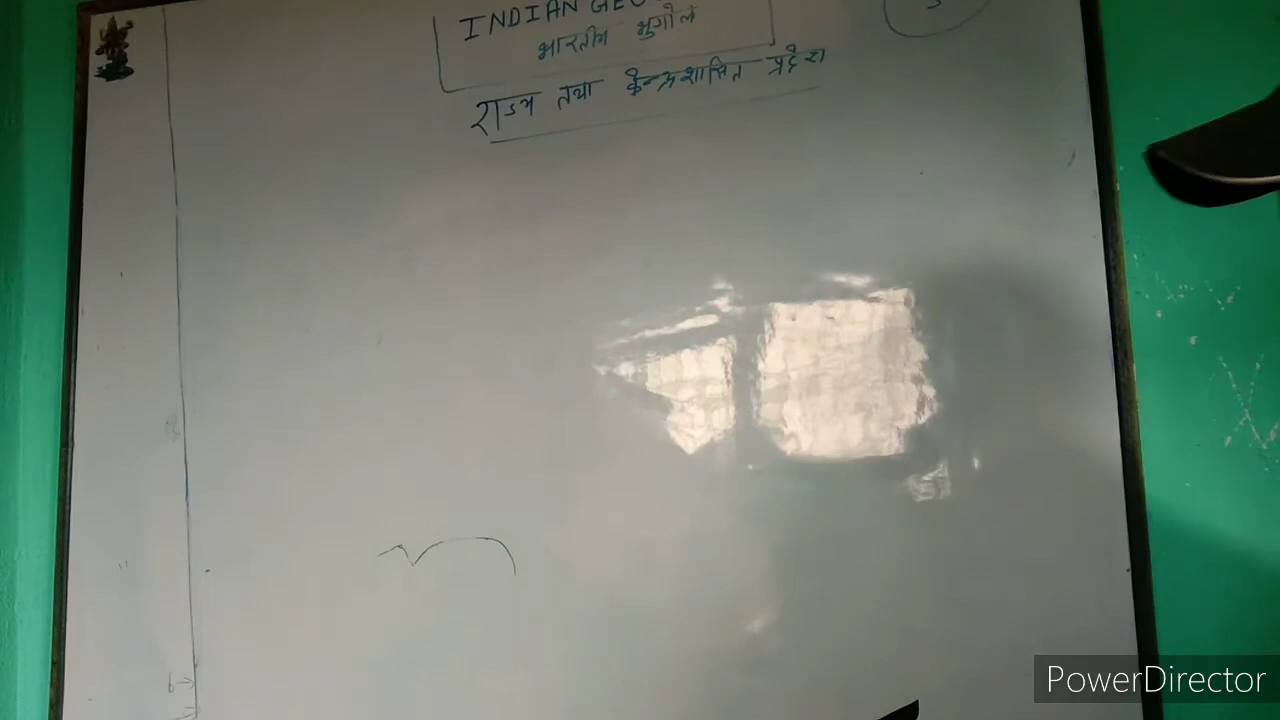 INDIAN GEO
भारतीय भुगोल
राज्य तथा केन्द्रशासित प्रदेश
PowerDirector